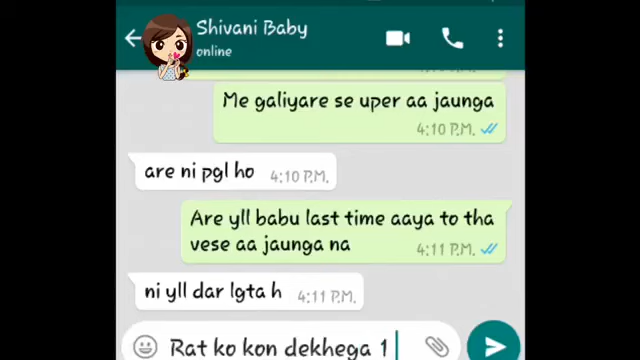 Shivani Baby
online
Me galiyare se uper aa jaunga
4:10 P.M.
are ni pgl ho 4:10 P.M.
Are yll babu last time aaya to tha
vese aa jaunga na 4:11 P.M.
ni yll dar lgta h 4:11 P.M.
Rat ko kon dekhega 1